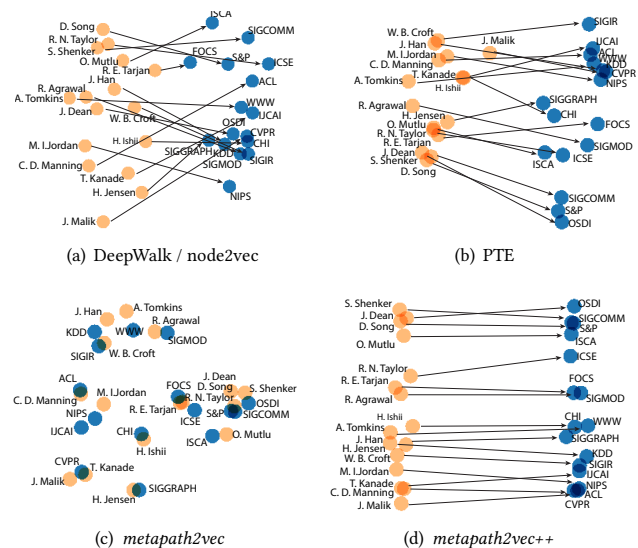 D. Song
R. N. Taylor
S. Shenker
O. Mutlu
R. E. Tarjan
J. Han
R. Agrawal
A. Tomkins
J. Dean
W. B. Croft
H. Ishii
M. I.Jordan
C. D. Manning
T. Kanade
H. Jensen
J. Malik
ISCA
SIGCOMM
FOCS
S&P
ICSE
ACL
WWW
IJCAI
OSDI
CVPR
CHI
SIGGRAPH
KDD
SIGMOD
SIGIR
NIPS
(a) DeepWalk / node2vec
W. B. Croft
J. Han
M. I.Jordan
C. D. Manning
J. Malik
T. Kanade
A. Tomkins
H. Ishii
R. Agrawal
H. Jensen
O. Mutlu
R. N. Taylor
R. E. Tarjan
J. Dean
S. Shenker
D. Song
SIGIR
IJCAI
ACL
WWW
KDD
CVPR
NIPS
SIGGRAPH
CHI
FOCS
SIGMOD
ISCA
ICSE
SIGCOMM
S&P
OSDI
(b) PTE
J. Han
A. Tomkins
KDD
WWW
R. Agrawal
SIGMOD
SIGIR
W. B. Croft
ACL
C. D. Manning
M. I.Jordan
NIPS
IJCAI
FOCS
R. N. Taylor
R. E. Tarjan
ICSE
J. Dean
D. Song
S. Shenker
OSDI
S&P
SIGCOMM
CHI
H. Ishii
ISCA
O. Mutlu
CVPR
T. Kanade
J. Malik
H. Jensen
SIGGRAPH
(c) metapath2vec
S. Shenker
J. Dean
D. Song
O. Mutlu
R. N. Taylor
R. E. Tarjan
R. Agrawal
H. Ishii
A. Tomkins
J. Han
H. Jensen
W. B. Croft
M. I.Jordan
T. Kanade
C. D. Manning
J. Malik
OSDI
SIGCOMM
S&P
ISCA
ICSE
FOCS
SIGMOD
CHI
WWW
SIGGRAPH
KDD
SIGIR
IJCAI
NIPS
ACL
CVPR
(d) metapath2vec++